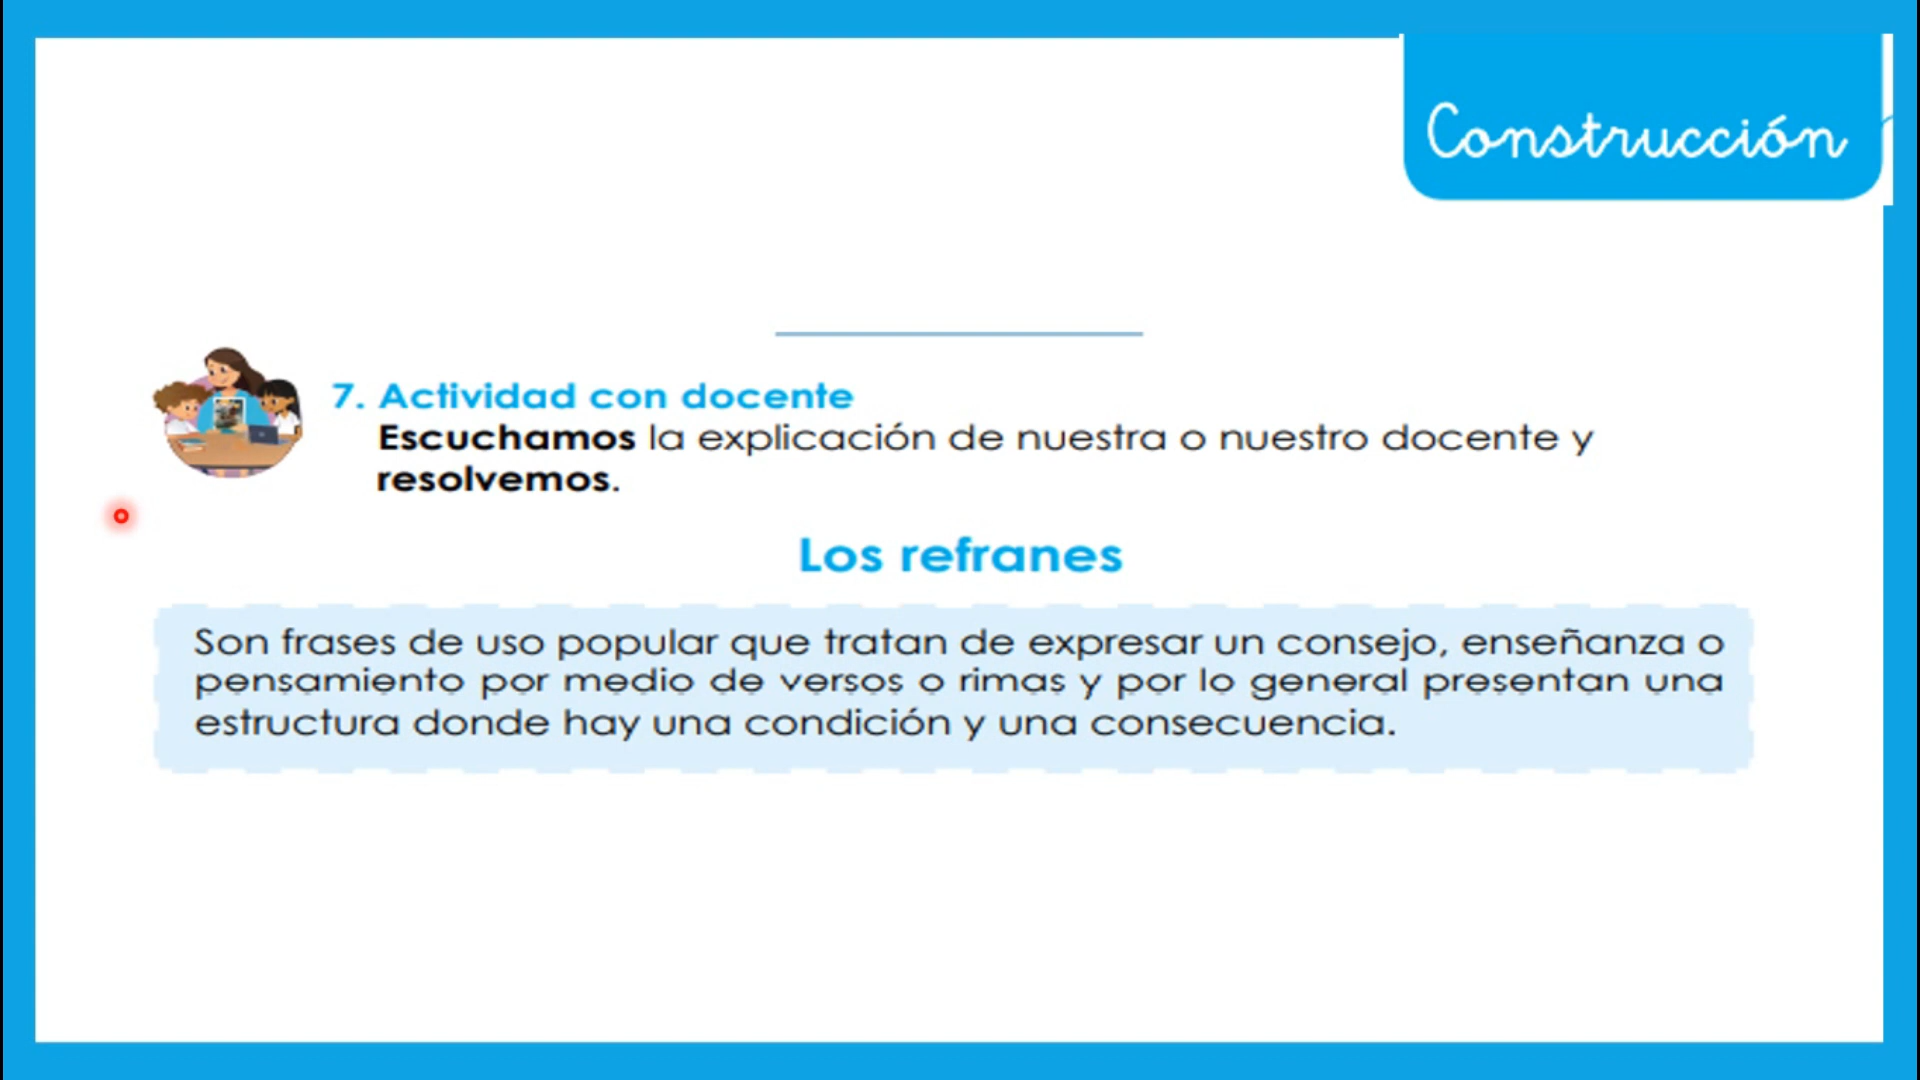 Construcción
7. Actividad con docente
Escuchamos la explicación de nuestra o nuestro docente y
resolvemos.
Los refranes
Son frases de uso popular que tratan de expresar un consejo, enseñanza o
pensamiento por medio de versos o rimas y por lo general presentan una
estructura donde hay una condición y una consecuencia.